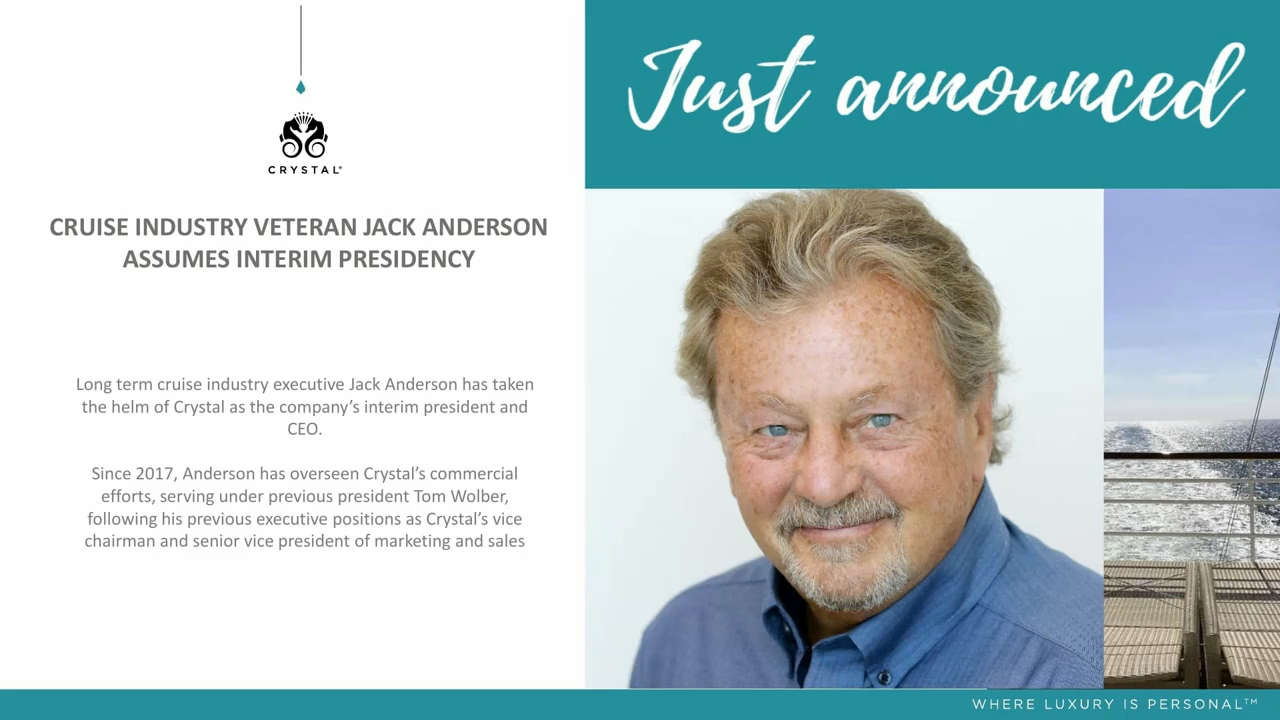 CRYSTAL®
CRUISE INDUSTRY VETERAN JACK ANDERSON
ASSUMES INTERIM PRESIDENCY
Long term cruise industry executive Jack Anderson has taken
the helm of Crystal as the company’s interim president and
CEO.
Since 2017, Anderson has overseen Crystal’s commercial
efforts, serving under previous president Tom Wolber,
following his previous executive positions as Crystal’s vice
chairman and senior vice president of marketing and sales
Just announced
WHERE LUXURY IS PERSONAL™